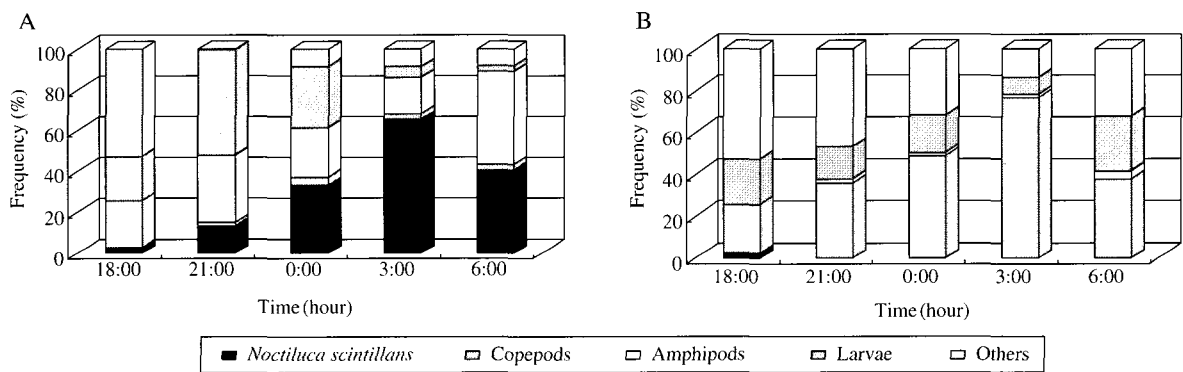 A
B
Frequency (%)
100
80
60
40
20
0
18:00 21:00 0:00 3:00 6:00
Time (hour)
Frequency (%)
100
80
60
40
20
0
18:00 21:00 0:00 3:00 6:00
Time (hour)
Noctiluca scintillans Copepods Amphipods Larvae Others